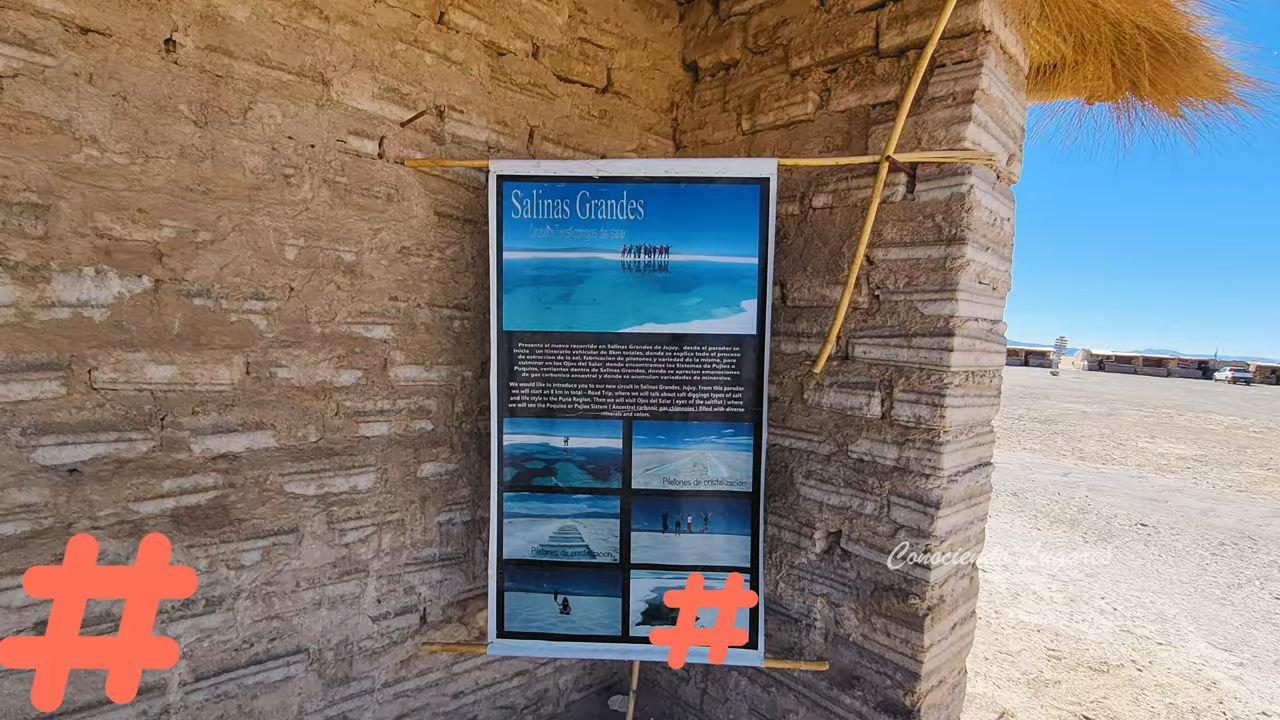 Salinas Grandes
Presenta el nuevo recorrido en Salinas Grandes de Jujuy, desde el parador se
inicia un itinerario vehicular de 8km totales, donde se explica todo el proceso
de estraccion de la sal, fabricacion de piletones y variedad de la misma, para
culminar en los Ojos del Salar, donde encontramos los Sistemas de Pujios o
Puquios, vertientes dentro de Salinas Grandes, donde se aprecian emanaciones
de gas carbonico ancestral y donde se acumulan variedades de minerales.
We would like to introduce you to our new circuit in Salinas Grandes, Jujuy. From this parador
we will start an 8 km in total – Road Trip, where we will talk about salt diggings types of salt
and life style in the Puna Region. Then we will visit Ojos del Salar ( eyes of the saltflat ) where
we will see the Poquios or Pujios Sistem ( Ancestral carbonic gas chimenies ) filled with diverse
minerals and colors.
Piletones de cristalizacion
Piletones de cristalizacion
# #